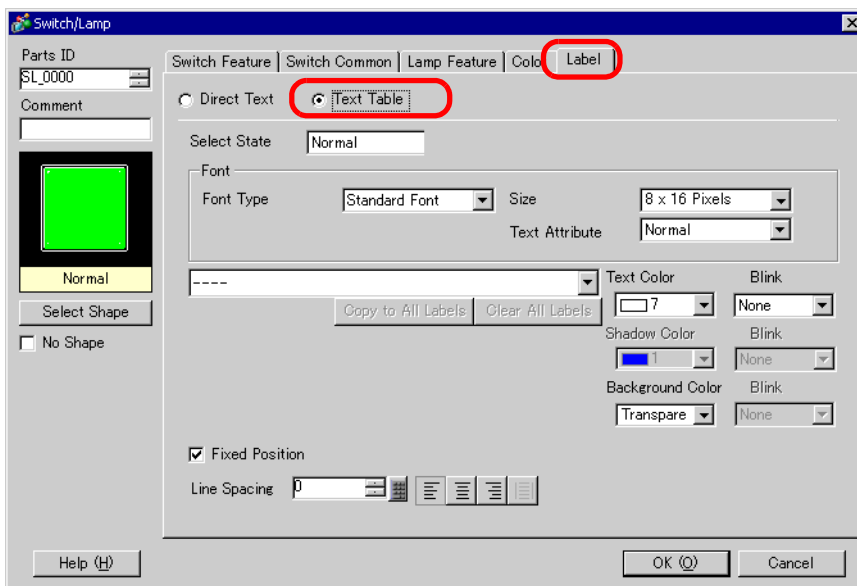 Switch/Lamp
Parts ID
SL_0000
Comment
Normal
Select Shape
No Shape
Switch Feature Switch Common Lamp Feature Colo Label
Direct Text Text Table
Select State Normal
Font
Font Type Standard Font Size 8 x 16 Pixels
Text Attribute Normal
----
Copy to All Labels Clear All Labels
Text Color Blink
7 None
Shadow Color Blink
1 None
Background Color Blink
Transpare None
Fixed Position
Line Spacing 0
Help (H) OK (O) Cancel